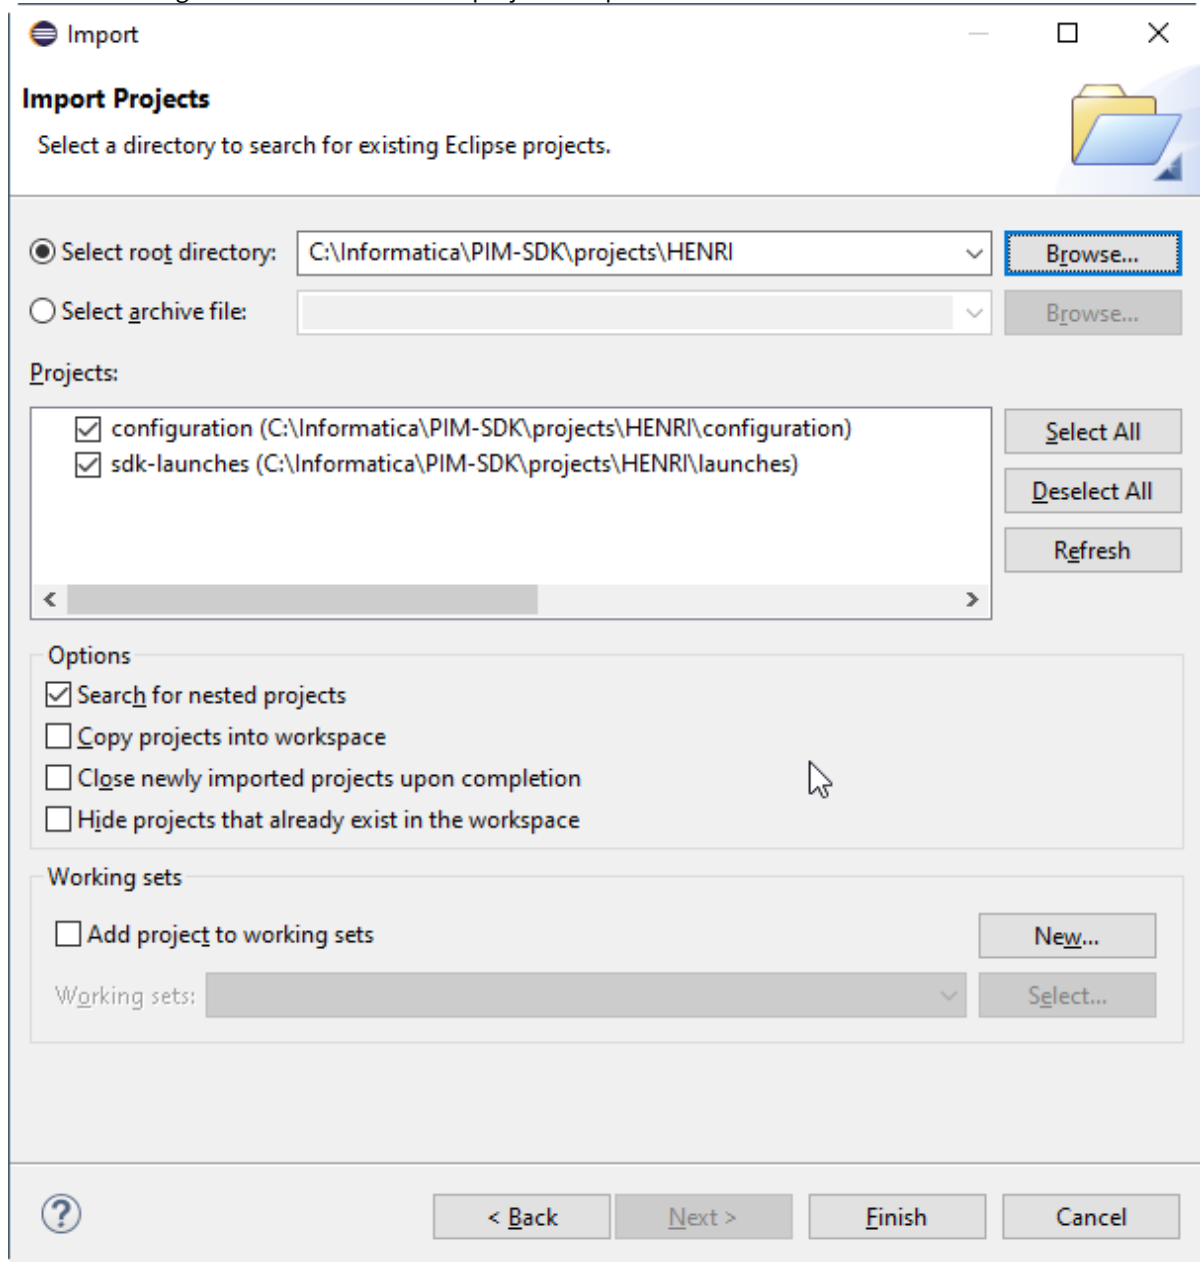 Import
Import Projects
Select a directory to search for existing Eclipse projects.
Select root directory: C:\Informatica\PIM-SDK\projects\HENRI Browse...
Select archive file: Browse...
Projects:
configuration (C:\Informatica\PIM-SDK\projects\HENRI\configuration)
sdk-launches (C:\Informatica\PIM-SDK\projects\HENRI\launches)
Select All
Deselect All
Refresh
Options
Search for nested projects
Copy projects into workspace
Close newly imported projects upon completion
Hide projects that already exist in the workspace
Working sets
Add project to working sets New...
Working sets: Select...
? < Back Next > Finish Cancel